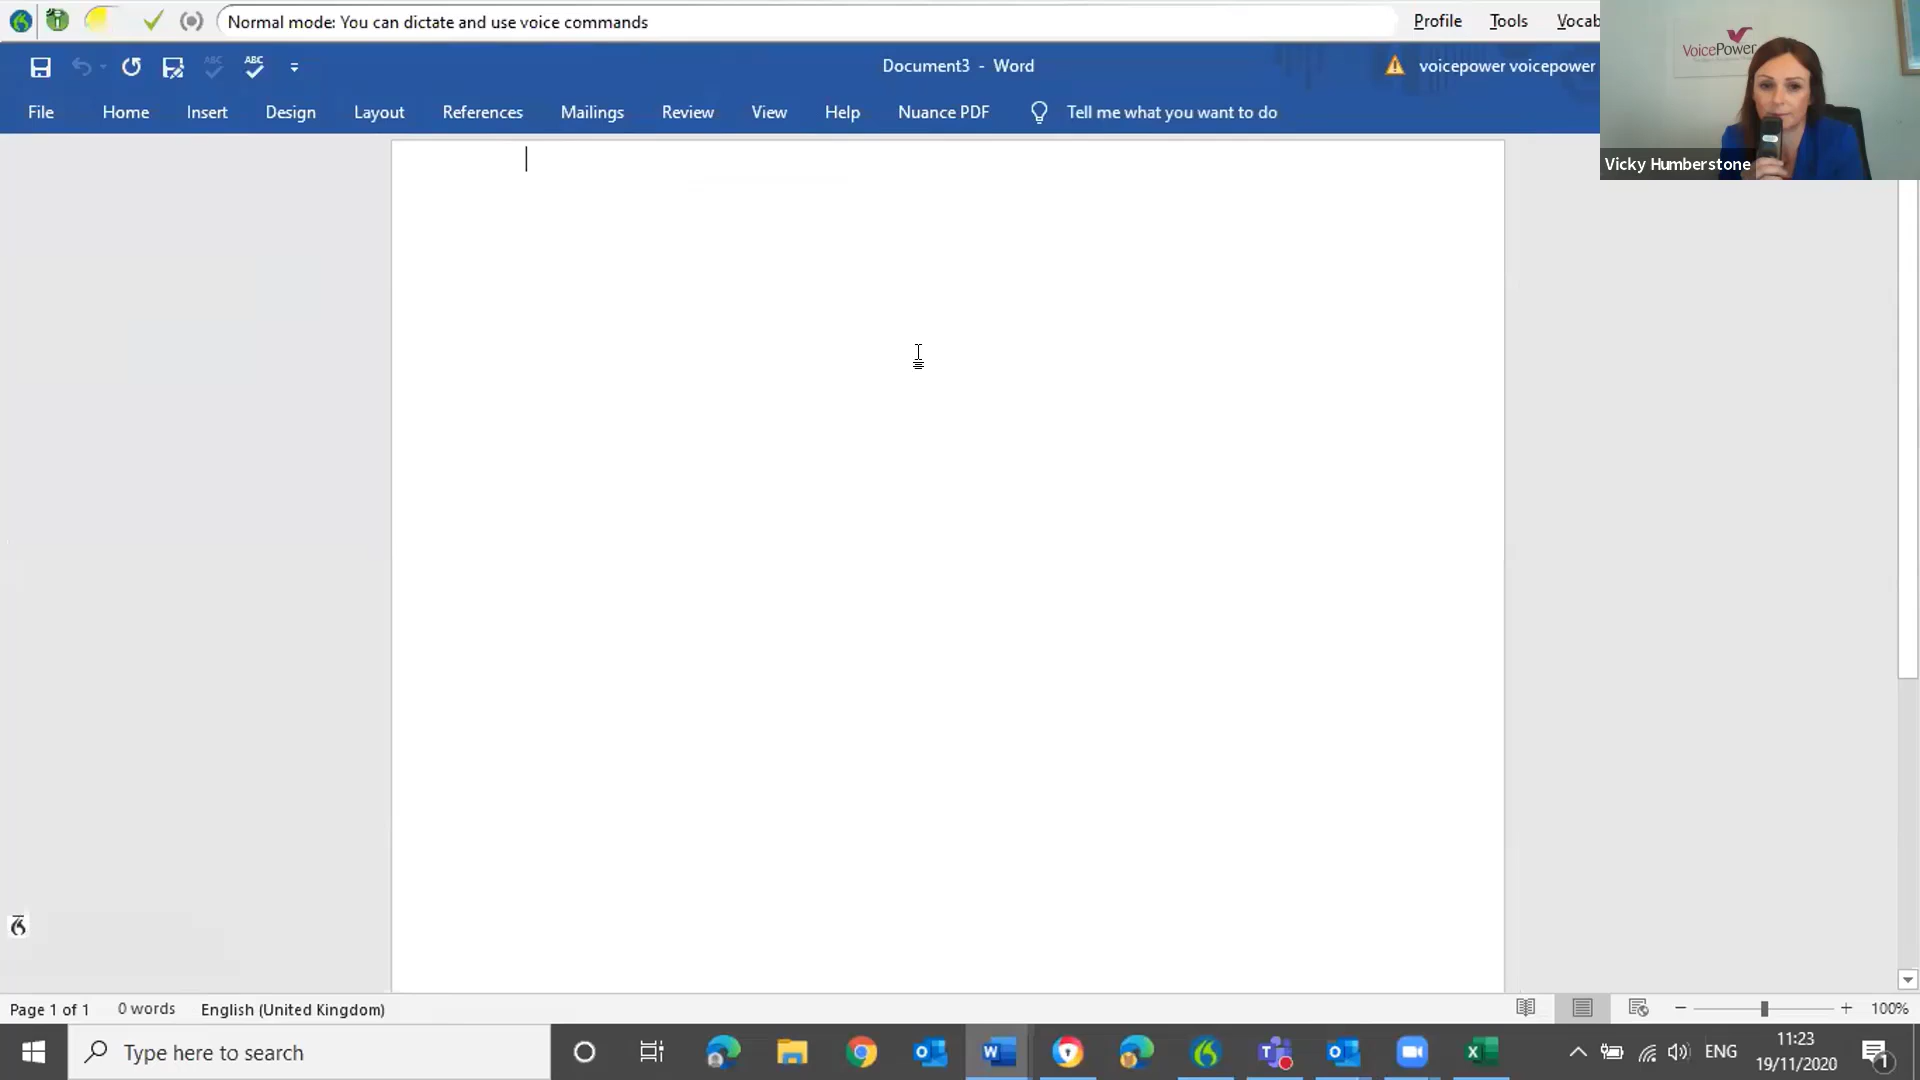 Normal mode: You can dictate and use voice commands
Profile Tools Vocab
VoicePower
Document3 - Word
voicepower voicepower
ABC ABC
File Home Insert Design Layout References Mailings Review View Help Nuance PDF Tell me what you want to do
Vicky Humberstone
Page 1 of 1 0 words English (United Kingdom) 100%
Type here to search
ENG
11:23
19/11/2020
1